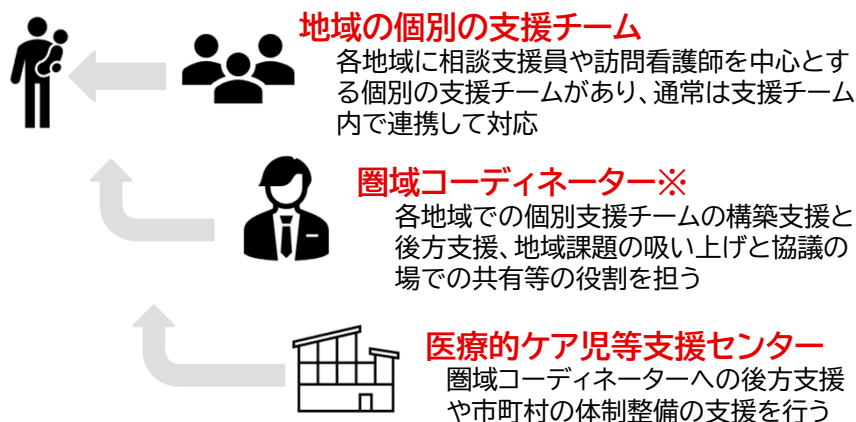 地域の個別の支援チーム
各地域に相談支援員や訪問看護師を中心とす
る個別の支援チームがあり、通常は支援チーム
内で連携して対応
圏域コーディネーター※
各地域での個別支援チームの構築支援と
後方支援、地域課題の吸い上げと協議の
場での共有等の役割を担う
医療的ケア児等支援センター
圏域コーディネーターへの後方支援
や市町村の体制整備の支援を行う